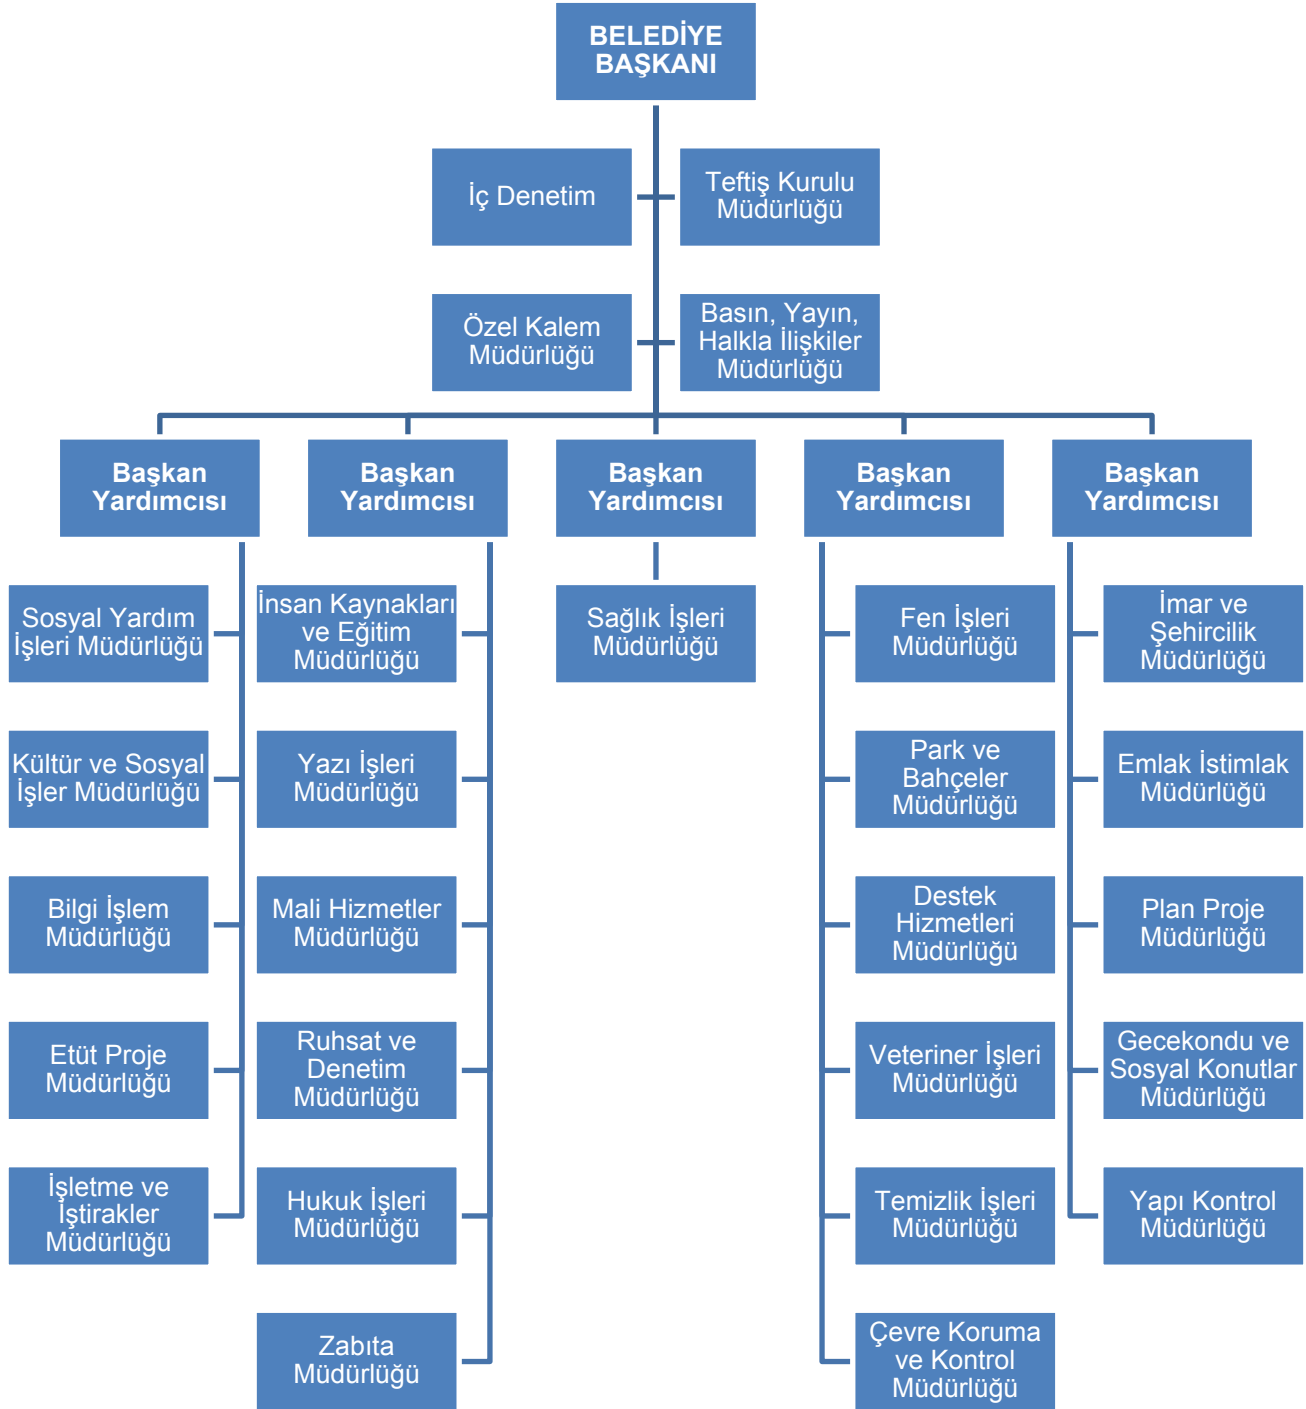 BELEDİYE
BAŞKANI
İç Denetim
Teftiş Kurulu
Müdürlüğü
Özel Kalem
Müdürlüğü
Basın, Yayın,
Halkla İlişkiler
Müdürlüğü
Başkan
Yardımcısı
Başkan
Yardımcısı
Başkan
Yardımcısı
Başkan
Yardımcısı
Başkan
Yardımcısı
Sosyal Yardım
İşleri Müdürlüğü
İnsan Kaynakları
ve Eğitim
Müdürlüğü
Sağlık İşleri
Müdürlüğü
Fen İşleri
Müdürlüğü
İmar ve
Şehircilik
Müdürlüğü
Kültür ve Sosyal
İşler Müdürlüğü
Yazı İşleri
Müdürlüğü
Park ve
Bahçeler
Müdürlüğü
Emlak İstimlak
Müdürlüğü
Bilgi İşlem
Müdürlüğü
Mali Hizmetler
Müdürlüğü
Destek
Hizmetleri
Müdürlüğü
Plan Proje
Müdürlüğü
Etüt Proje
Müdürlüğü
Ruhsat ve
Denetim
Müdürlüğü
Veteriner İşleri
Müdürlüğü
Gecekondu ve
Sosyal Konutlar
Müdürlüğü
İşletme ve
İştirakler
Müdürlüğü
Hukuk İşleri
Müdürlüğü
Temizlik İşleri
Müdürlüğü
Yapı Kontrol
Müdürlüğü
Zabıta
Müdürlüğü
Çevre Koruma
ve Kontrol
Müdürlüğü